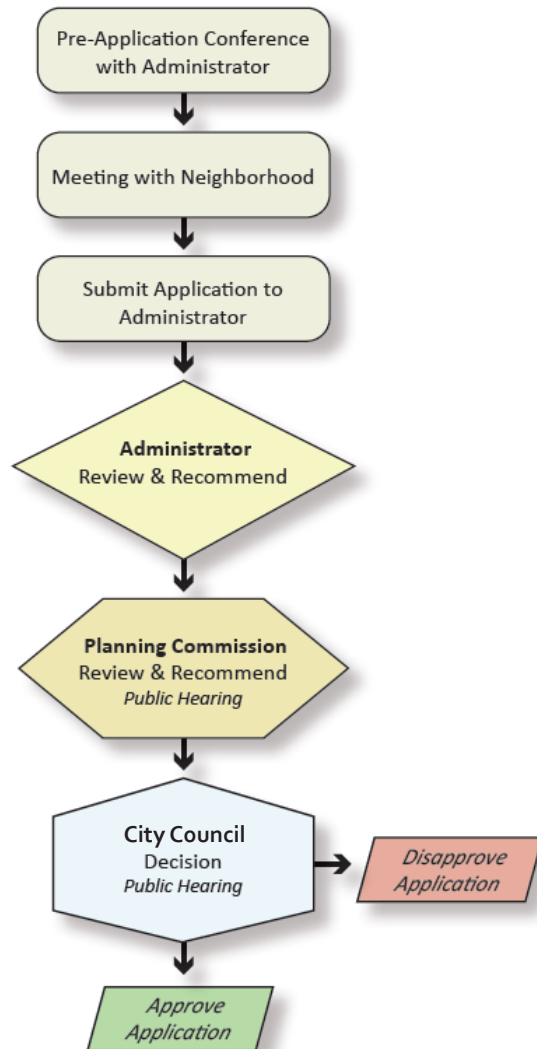 Pre-Application Conference
with Administrator
Meeting with Neighborhood
Submit Application to
Administrator
Administrator
Review & Recommend
Planning Commission
Review & Recommend
Public Hearing
City Council
Decision
Public Hearing
Disapprove
Application
Approve
Application